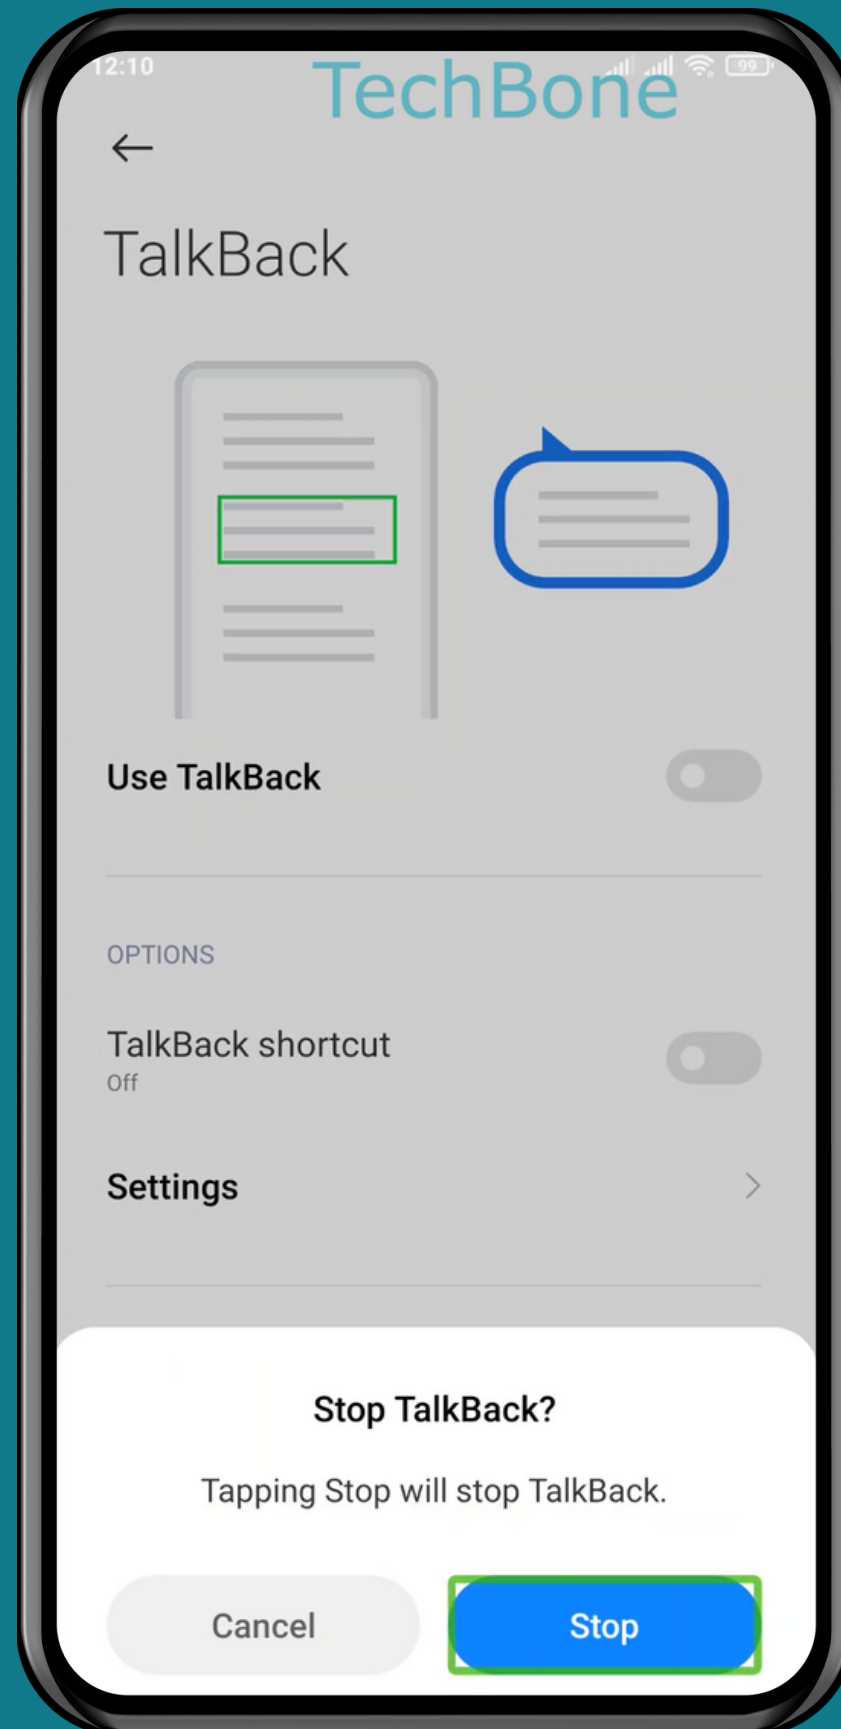 12:10
TechBone
99
TalkBack
Use TalkBack
OPTIONS
TalkBack shortcut
Off
Settings
Stop TalkBack?
Tapping Stop will stop TalkBack.
Cancel
Stop